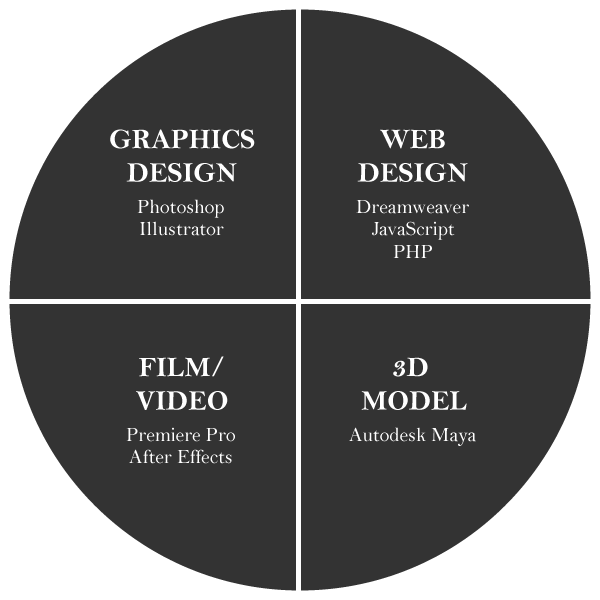 GRAPHICS
DESIGN
Photoshop
Illustrator
WEB
DESIGN
Dreamweaver
JavaScript
PHP
FILM/
VIDEO
Premiere Pro
After Effects
3D
MODEL
Autodesk Maya